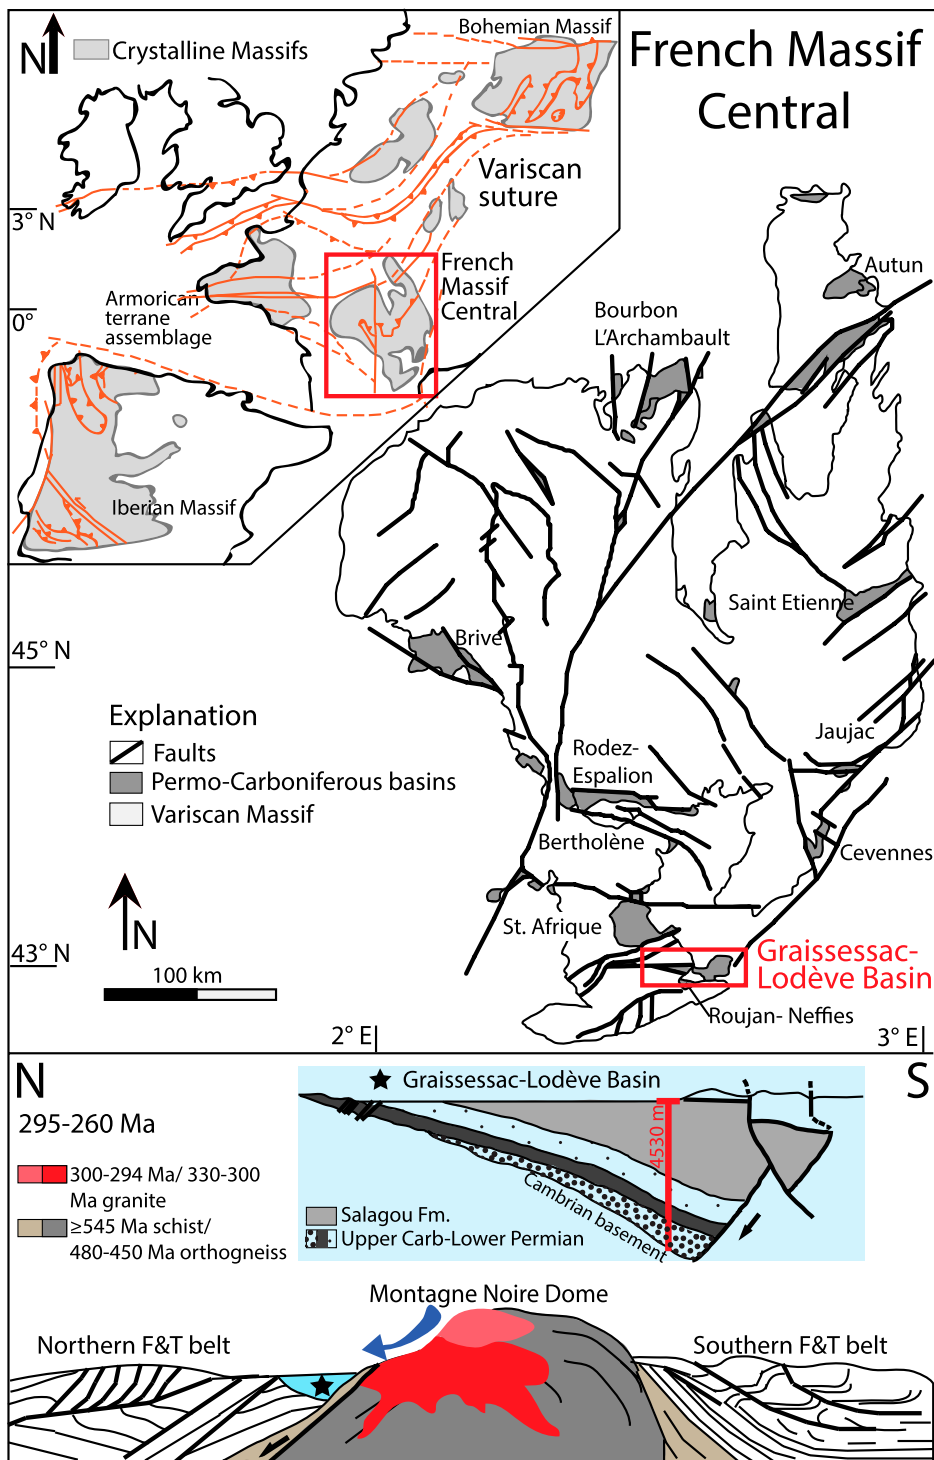 N
Crystalline Massifs
Bohemian Massif
French Massif
Central
Variscan
suture
3° N
French
Massif
Central
Armorican
terrane
assemblage
0°
Iberian Massif
Autun
Bourbon
L'Archambault
Saint Etienne
Brive
45° N
Explanation
Faults
Permo-Carboniferous basins
Variscan Massif
Jaujac
Rodez-
Espalion
Bertholène
Cevennes
N
St. Afrique
43° N
100 km
Graissessac-
Lodève Basin
Roujan- Neffies
2° E
3° E
N
S
295-260 Ma
Graissessac-Lodève Basin
4530 m
300-294 Ma/ 330-300
Ma granite
≥545 Ma schist/
480-450 Ma orthogneiss
Salagou Fm.
Upper Carb-Lower Permian
Cambrian basement
Montagne Noire Dome
Northern F&T belt
Southern F&T belt